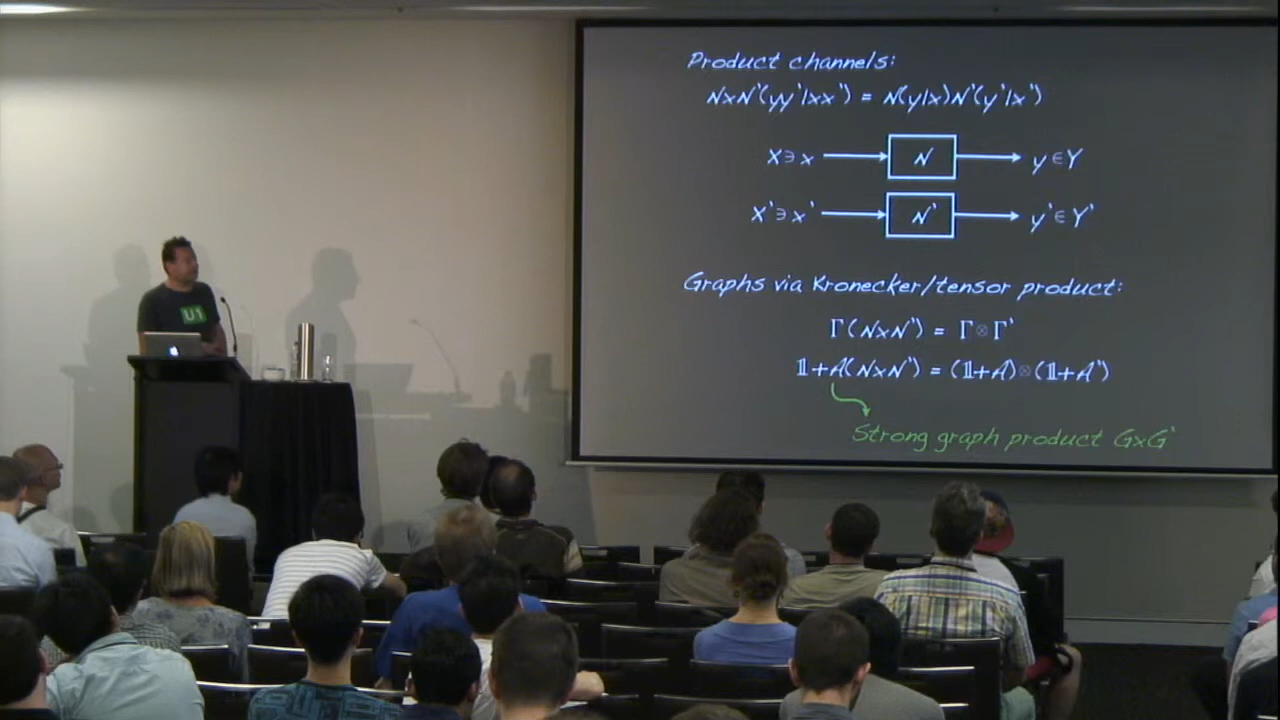 Product channels:
N×N'(yy'|xx') = N(y|x)N'(y'|x')
X∋x N y∈Y
X'∋x' N' y'∈Y'
Graphs via Kronecker/tensor product:
Γ(N×N') = Γ⊗Γ'
𝟙+A(N×N') = (𝟙+A)⊗(𝟙+A')
Strong graph product G×G'
U1